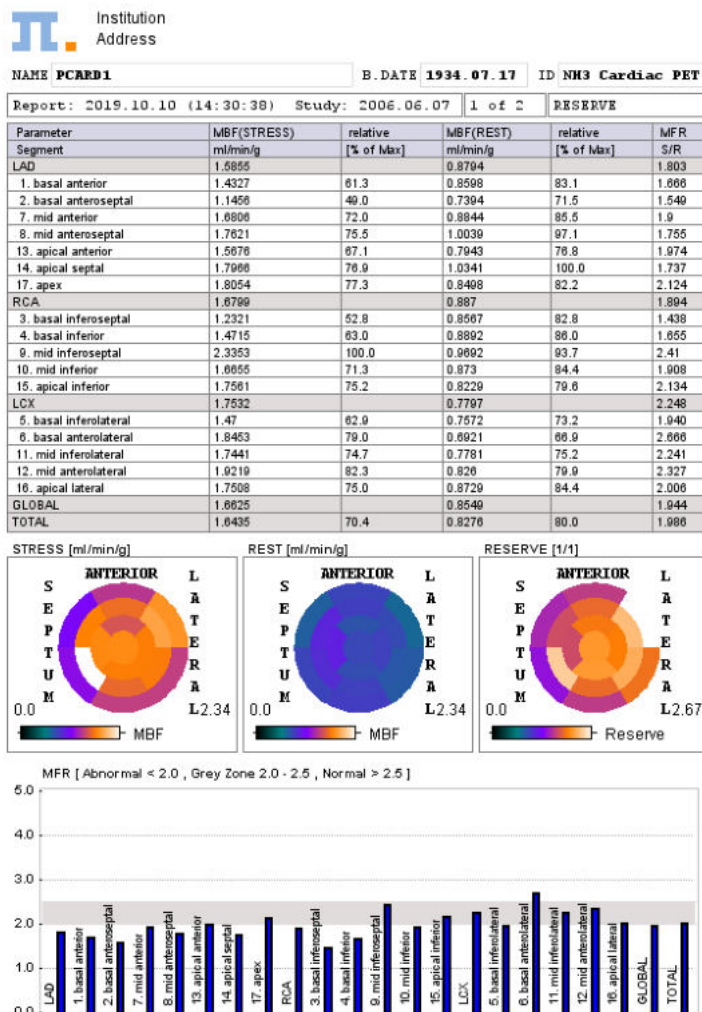 Institution
Address
NAME PCARD1 B.DATE 1934.07.17 ID NH3 Cardiac PET
Report: 2019.10.10 (14:30:38) Study: 2006.06.07 1 of 2 RESERVE
Parameter MBF(STRESS) relative MBF(REST) relative MFR
Segment ml/min/g [% of Max] ml/min/g [% of Max] S/R
LAD 1.5855 0.8794 1.803
1. basal anterior 1.4327 61.3 0.8598 83.1 1.666
2. basal anteroseptal 1.1456 49.0 0.7394 71.5 1.549
7. mid anterior 1.6806 72.0 0.8844 85.5 1.9
8. mid anteroseptal 1.7621 75.5 1.0039 97.1 1.755
13. apical anterior 1.5676 67.1 0.7943 76.8 1.974
14. apical septal 1.7966 76.9 1.0341 100.0 1.737
17. apex 1.8054 77.3 0.8498 82.2 2.124
RCA 1.6799 0.887 1.894
3. basal inferoseptal 1.2321 52.8 0.8567 82.8 1.438
4. basal inferior 1.4715 63.0 0.8892 86.0 1.655
9. mid inferoseptal 2.3353 100.0 0.9692 93.7 2.41
10. mid inferior 1.6655 71.3 0.873 84.4 1.908
15. apical inferior 1.7561 75.2 0.8229 79.6 2.134
LCX 1.7532 0.7797 2.248
5. basal inferolateral 1.47 62.9 0.7572 73.2 1.940
6. basal anterolateral 1.8453 79.0 0.6921 66.9 2.666
11. mid inferolateral 1.7441 74.7 0.7781 75.2 2.241
12. mid anterolateral 1.9219 82.3 0.826 79.9 2.327
16. apical lateral 1.7508 75.0 0.8729 84.4 2.006
GLOBAL 1.6625 0.8549 1.944
TOTAL 1.6435 70.4 0.8276 80.0 1.986
STRESS [ml/min/g] REST [ml/min/g] RESERVE [1/1]
ANTERIOR ANTERIOR ANTERIOR
SEPTUM LATERAL SEPTUM LATERAL SEPTUM LATERAL
0.0 2.34 0.0 2.34 0.0 2.67
MBF MBF Reserve
MFR [ Abnormal < 2.0 , Grey Zone 2.0 - 2.5 , Normal > 2.5 ]
5.0
4.0
3.0
2.0
1.0
0.0
LAD
1. basal anterior
2. basal anteroseptal
7. mid anterior
8. mid anteroseptal
13. apical anterior
14. apical septal
17. apex
RCA
3. basal inferoseptal
4. basal inferior
9. mid inferoseptal
10. mid inferior
15. apical inferior
LCX
5. basal inferolateral
6. basal anterolateral
11. mid inferolateral
12. mid anterolateral
16. apical lateral
GLOBAL
TOTAL